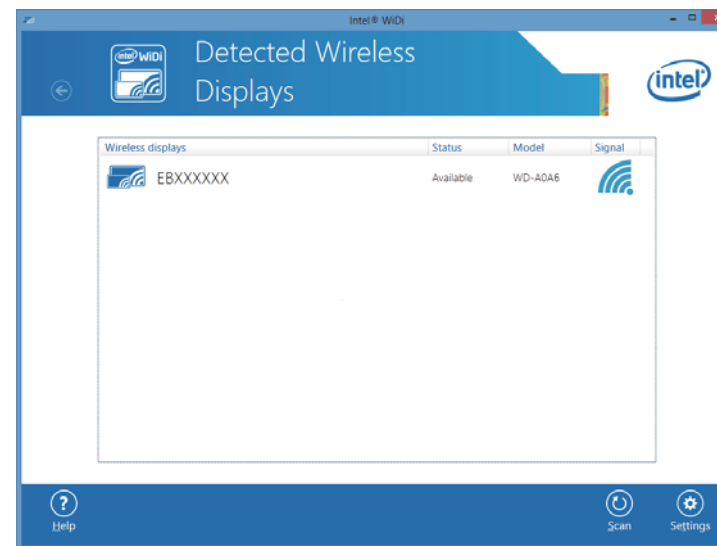 Intel® WiDi
intel WiDi
Detected Wireless
Displays
intel
Wireless displays Status Model Signal
EBXXXXXX Available WD-A0A6
Help
Scan
Settings